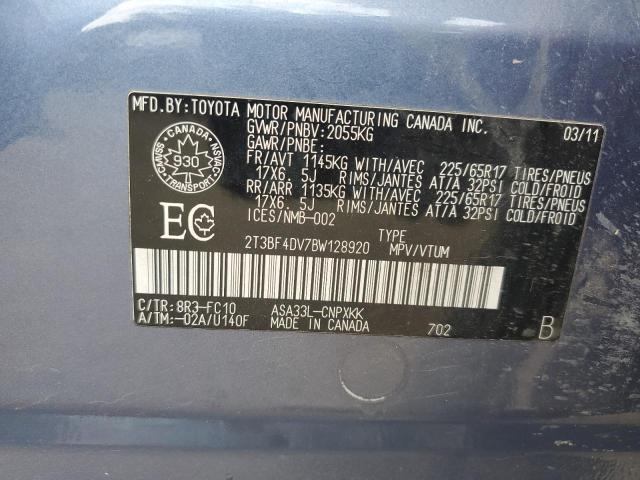 MFD.BY:TOYOTA MOTOR MANUFACTURING CANADA INC.
GVWR/PNBV:2055KG 03/11
GAWR/PNBE:
FR/AVT 1145KG WITH/AVEC 225/65R17 TIRES/PNEUS
17X6.5J RIMS/JANTES AT/A 32PSI COLD/FROID
RR/ARR 1135KG WITH/AVEC 225/65R17 TIRES/PNEUS
17X6.5J RIMS/JANTES AT/A 32PSI COLD/FROID
ICES/NMB-002
CANADA
CMVSS NSVAC
930
TRANSPORT
EC
2T3BF4DV7BW128920 TYPE
MPV/VTUM
C/TR:8R3-FC10 ASA33L-CNPXKK
A/TM:-02A/U140F MADE IN CANADA 702 B